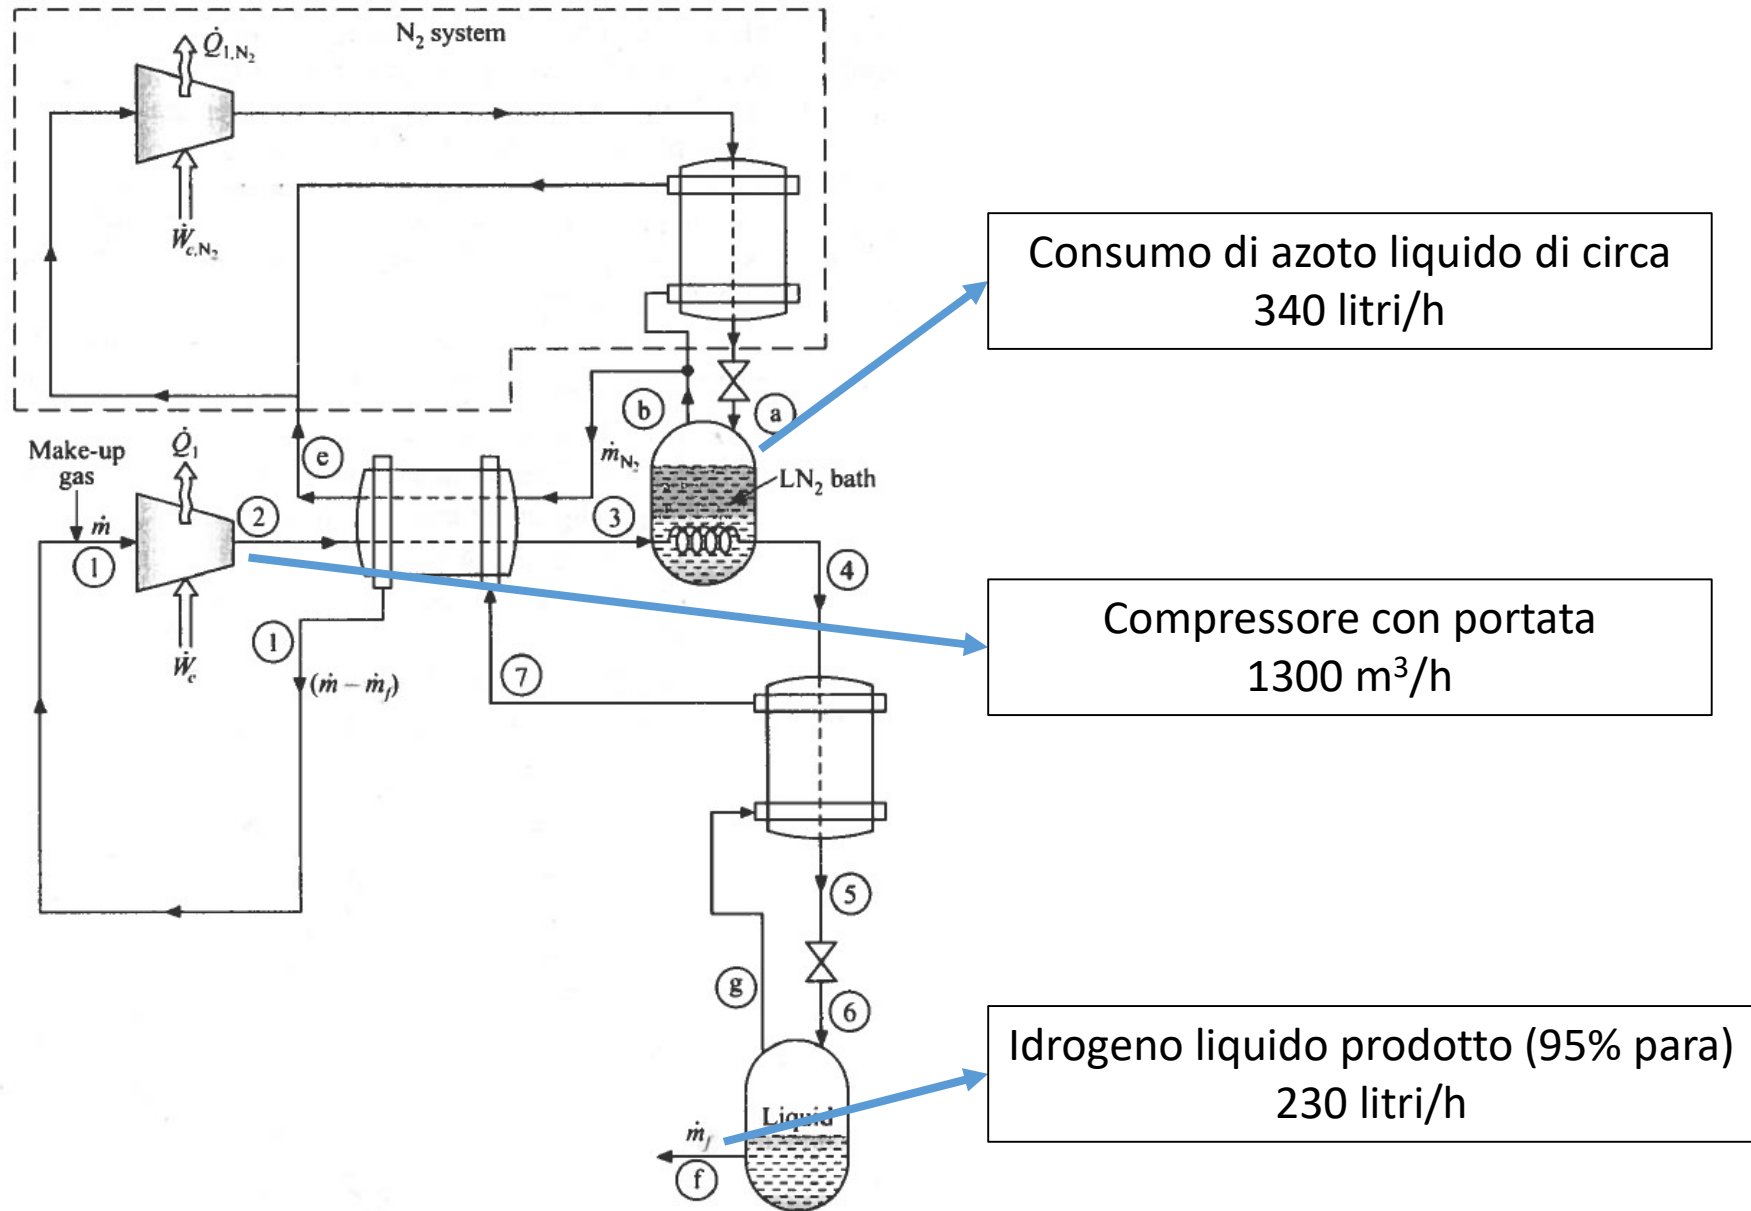 N₂ system
Q̇₁,N₂
Ẇc,N₂
Consumo di azoto liquido di circa
340 litri/h
b
a
Make-up
gas
Q̇₁
e
ṁN₂
LN₂ bath
ṁ
2
3
1
4
Compressore con portata
1300 m³/h
1
Ẇc
(ṁ − ṁf)
7
5
g
6
Idrogeno liquido prodotto (95% para)
230 litri/h
Liquid
ṁf
f